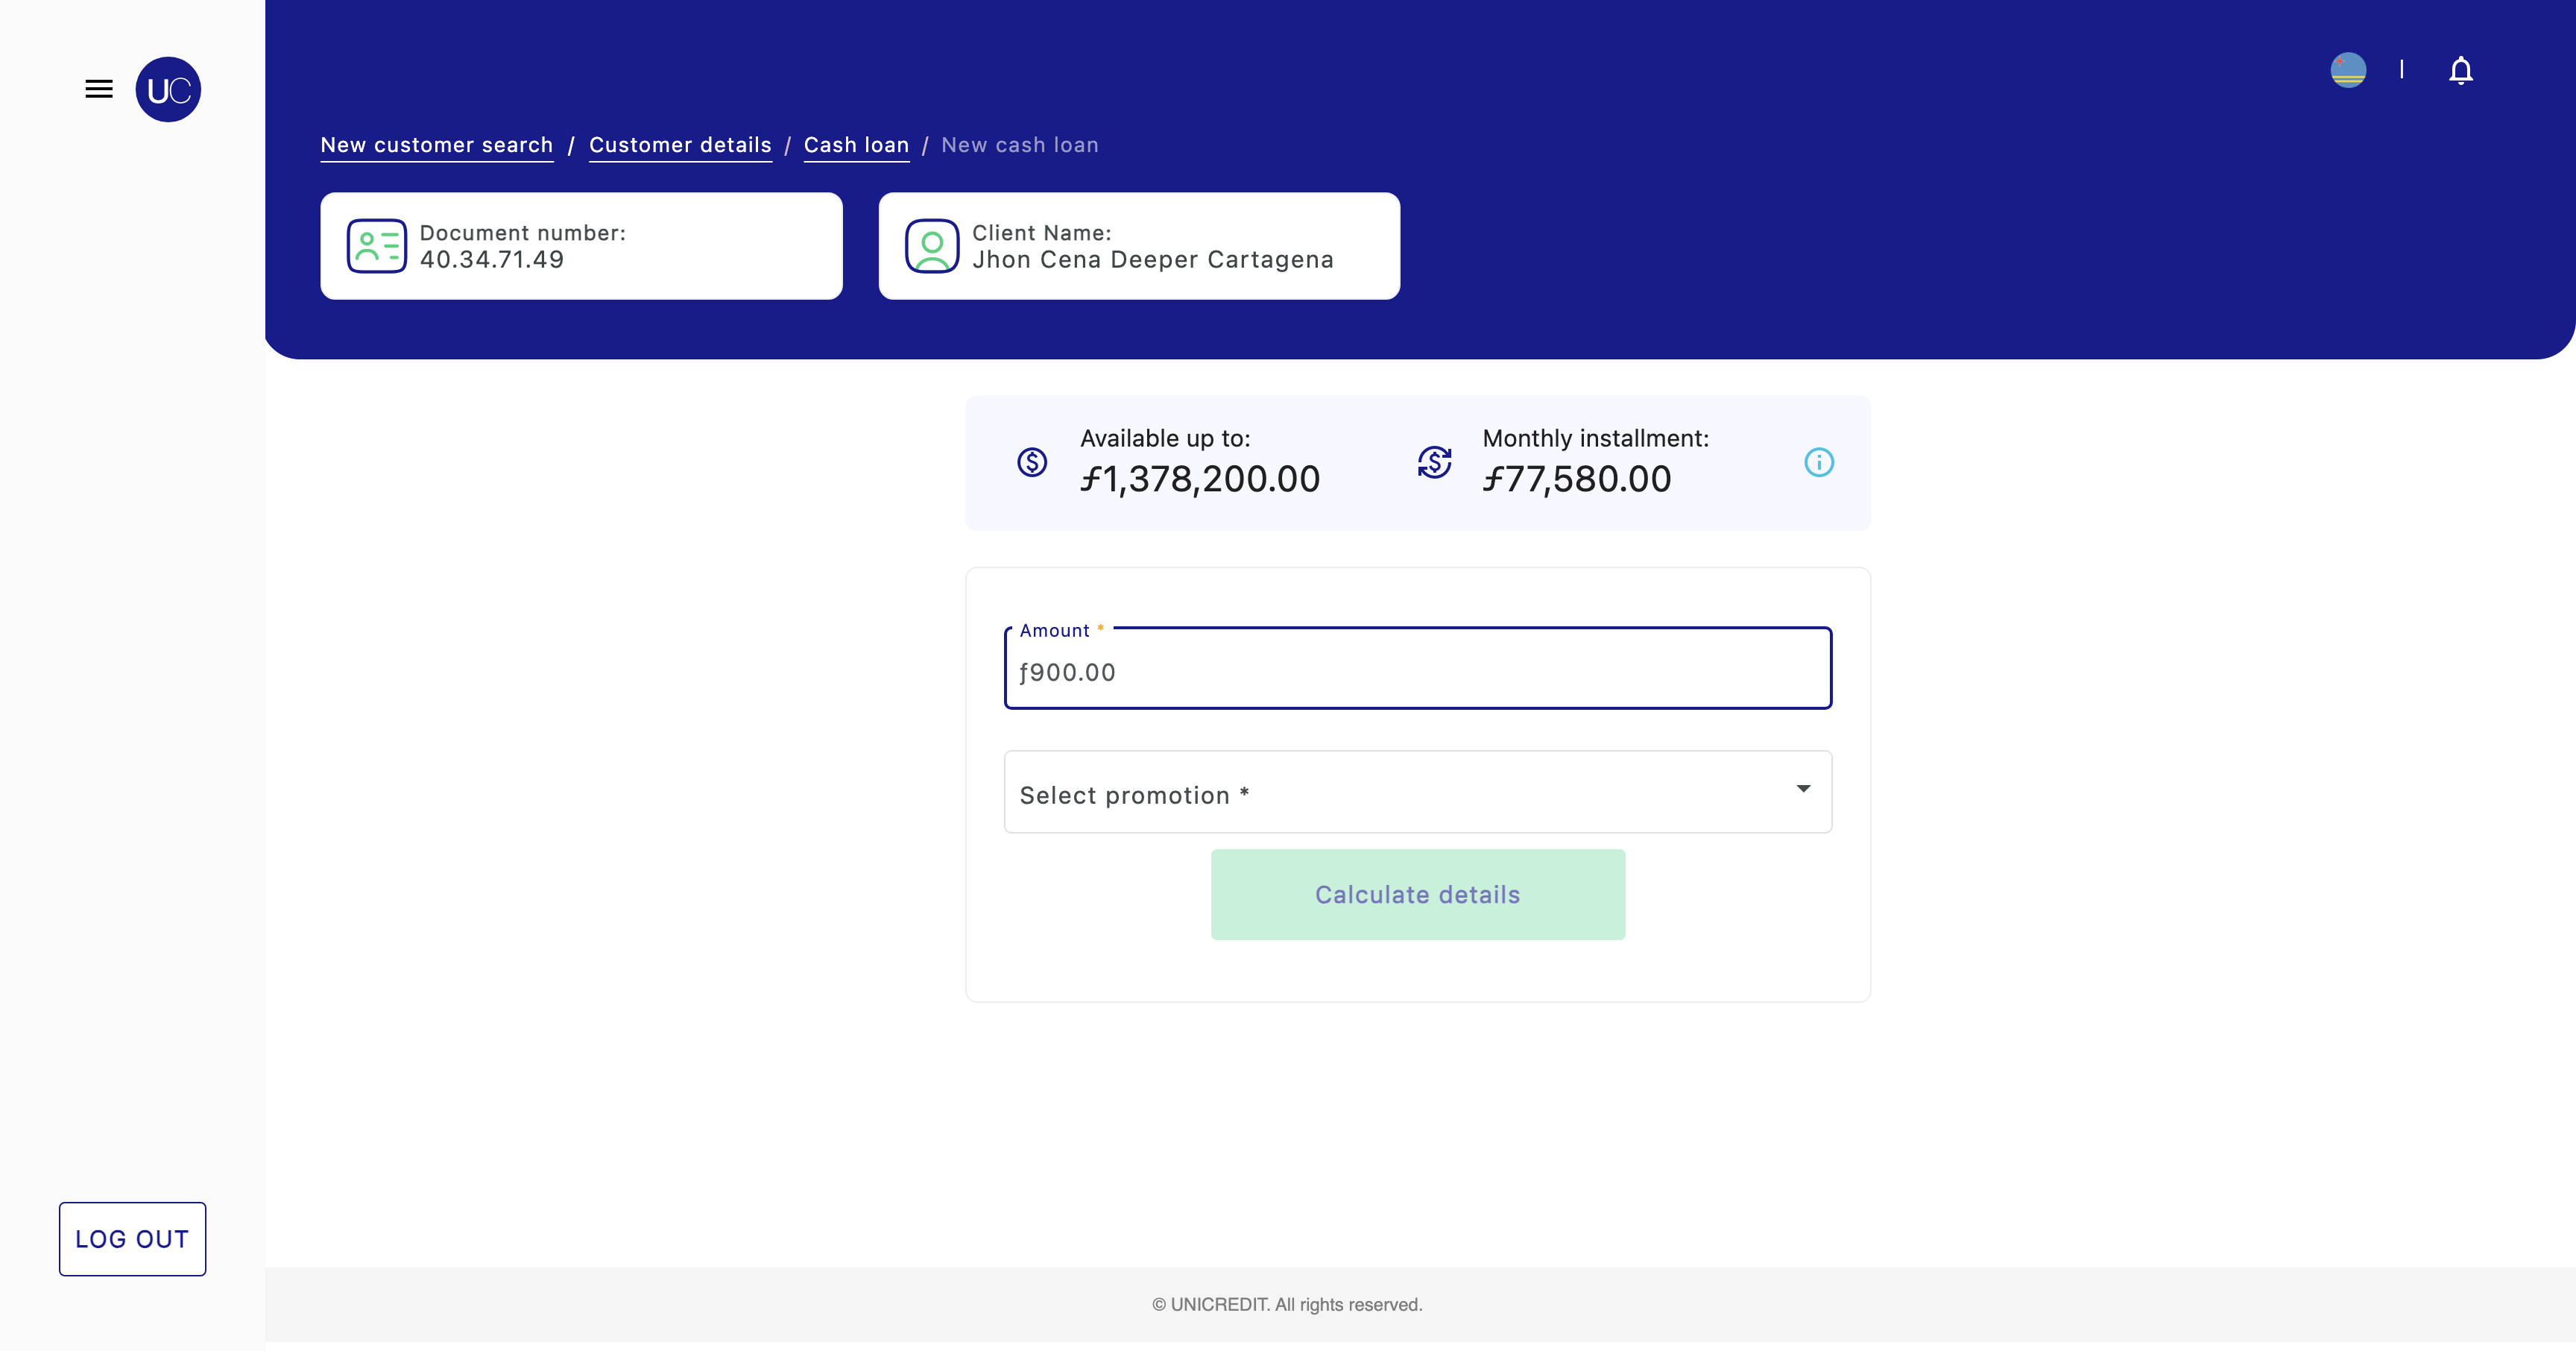 UC
New customer search / Customer details / Cash loan / New cash loan
Document number:
40.34.71.49
Client Name:
Jhon Cena Deeper Cartagena
Available up to:
ƒ1,378,200.00
Monthly installment:
ƒ77,580.00
Amount *
ƒ900.00
Select promotion *
Calculate details
LOG OUT
© UNICREDIT. All rights reserved.